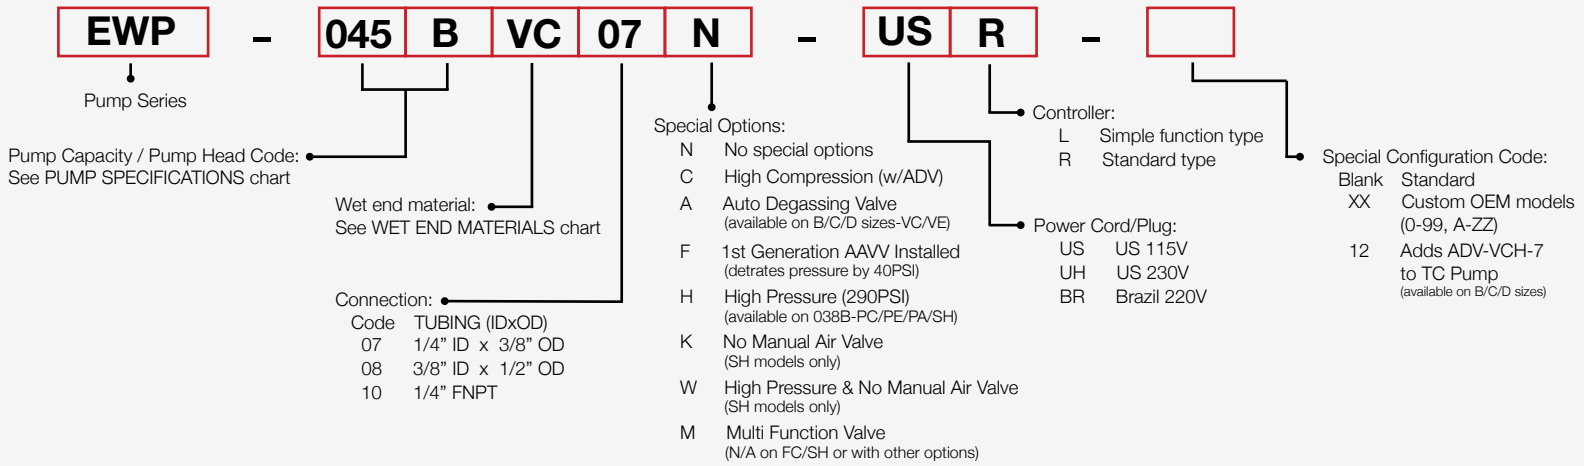 EWP - 045 B VC 07 N - US R -
Pump Series
Pump Capacity / Pump Head Code:
See PUMP SPECIFICATIONS chart
Wet end material:
See WET END MATERIALS chart
Connection:
Code TUBING (IDxOD)
07 1/4” ID x 3/8” OD
08 3/8” ID x 1/2” OD
10 1/4” FNPT
Special Options:
N No special options
C High Compression (w/ADV)
A Auto Degassing Valve
(available on B/C/D sizes-VC/VE)
F 1st Generation AAVV Installed
(detrates pressure by 40PSI)
H High Pressure (290PSI)
(available on 038B-PC/PE/PA/SH)
K No Manual Air Valve
(SH models only)
W High Pressure & No Manual Air Valve
(SH models only)
M Multi Function Valve
(N/A on FC/SH or with other options)
Controller:
L Simple function type
R Standard type
Power Cord/Plug:
US US 115V
UH US 230V
BR Brazil 220V
Special Configuration Code:
Blank Standard
XX Custom OEM models
(0-99, A-ZZ)
12 Adds ADV-VCH-7
to TC Pump
(available on B/C/D sizes)